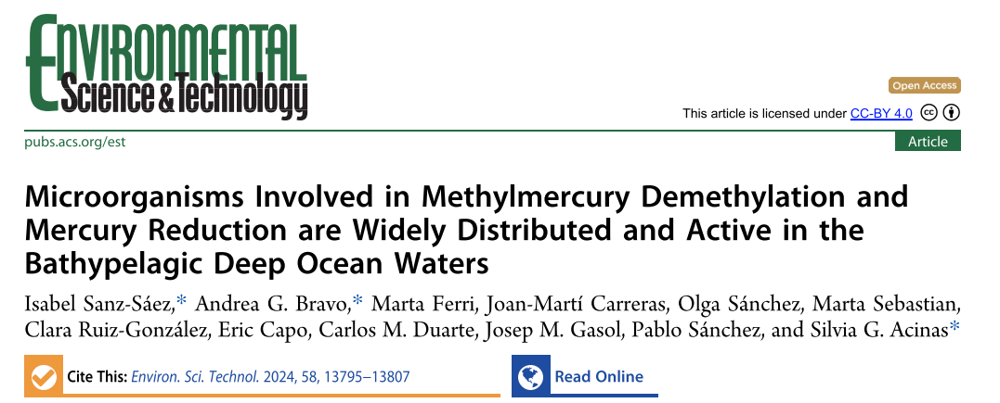 ENVIRONMENTAL
Science & Technology
Open Access
This article is licensed under CC-BY 4.0
cc
pubs.acs.org/est
Article
Microorganisms Involved in Methylmercury Demethylation and
Mercury Reduction are Widely Distributed and Active in the
Bathypelagic Deep Ocean Waters
Isabel Sanz-Sáez,* Andrea G. Bravo,* Marta Ferri, Joan-Martí Carreras, Olga Sánchez, Marta Sebastian,
Clara Ruiz-González, Eric Capo, Carlos M. Duarte, Josep M. Gasol, Pablo Sánchez, and Silvia G. Acinas*
Cite This: Environ. Sci. Technol. 2024, 58, 13795−13807
Read Online